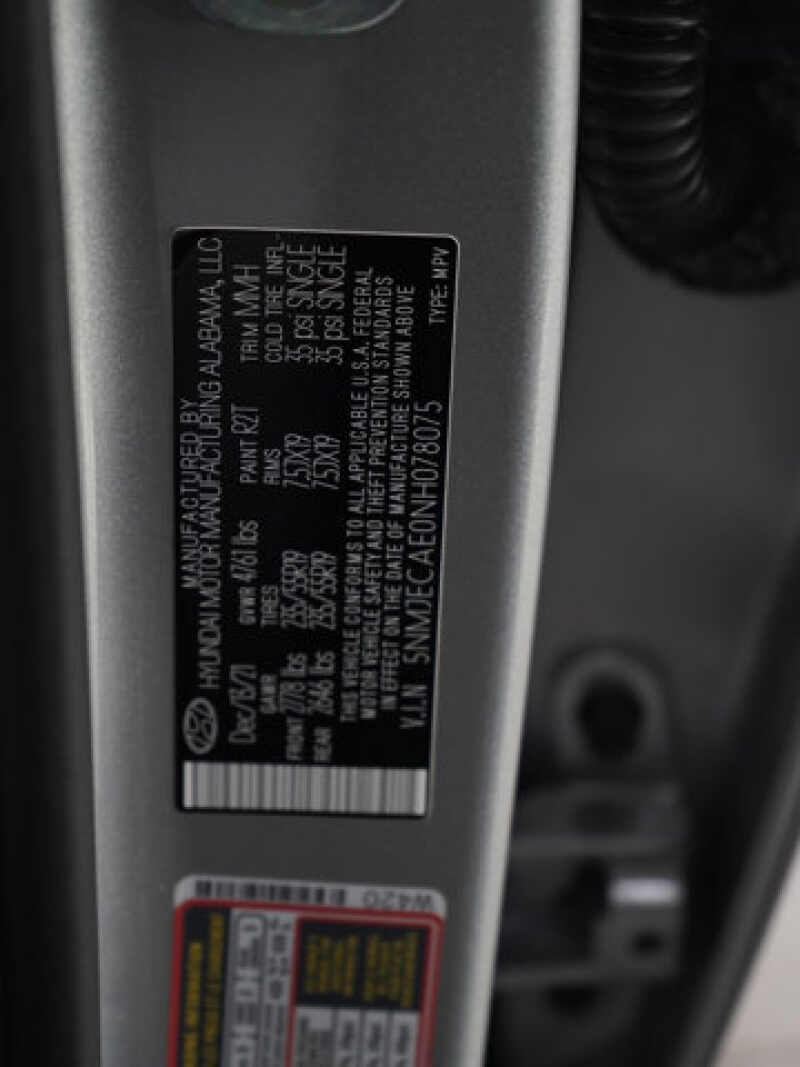 MANUFACTURED BY
HYUNDAI MOTOR MANUFACTURING ALABAMA, LLC
Dec/13/21 GVWR 4761 lbs PAINT R2T TRIM MMH
GAWR TIRES RIMS COLD TIRE INFL.
FRONT 2778 lbs 235/55R19 7.5JX19 35 psi SINGLE
REAR 2646 lbs 235/55R19 7.5JX19 35 psi SINGLE
THIS VEHICLE CONFORMS TO ALL APPLICABLE U.S.A. FEDERAL
MOTOR VEHICLE SAFETY AND THEFT PREVENTION STANDARDS
IN EFFECT ON THE DATE OF MANUFACTURE SHOWN ABOVE
V.I.N 5NMJECAE0NH078075 TYPE: MPV
W420